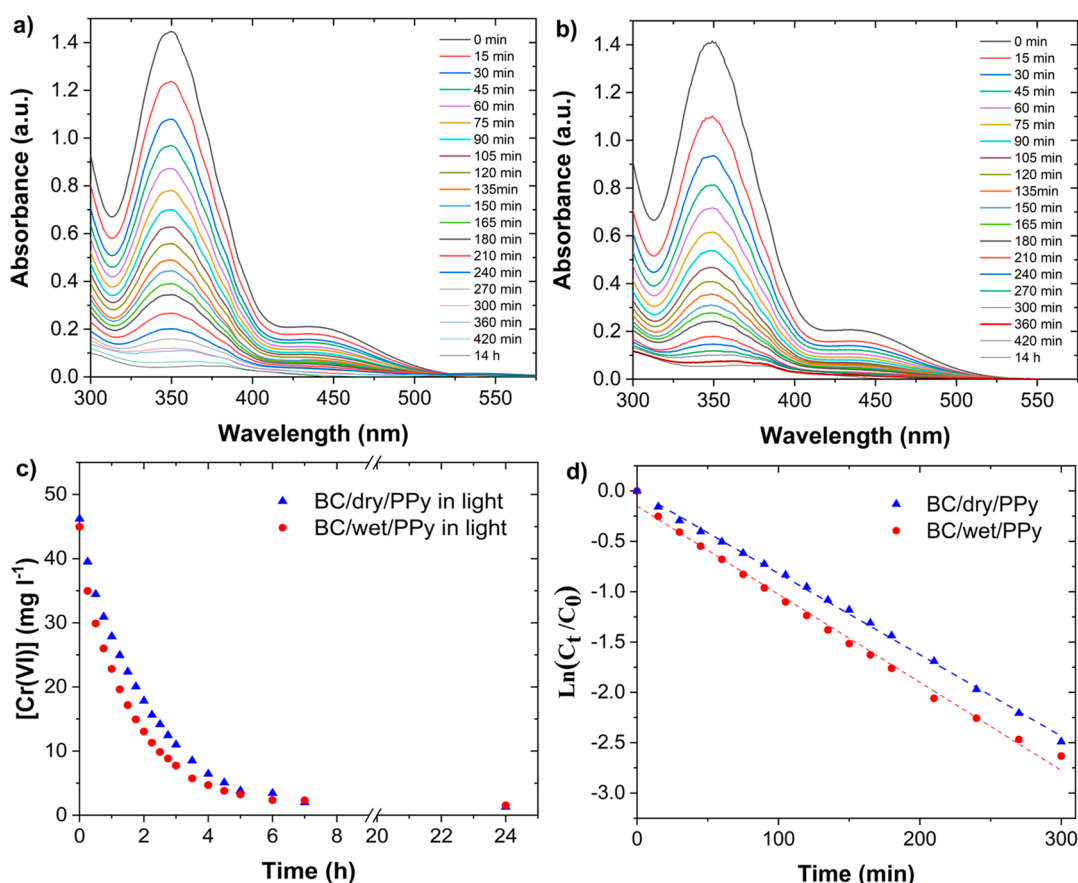 a)
Absorbance (a.u.)
1.4
1.2
1.0
0.8
0.6
0.4
0.2
0.0
300
350
400
450
500
550
Wavelength (nm)
0 min
15 min
30 min
45 min
60 min
75 min
90 min
105 min
120 min
135min
150 min
165 min
180 min
210 min
240 min
270 min
300 min
360 min
420 min
14 h
b)
Absorbance (a.u.)
1.4
1.2
1.0
0.8
0.6
0.4
0.2
0.0
300
350
400
450
500
550
Wavelength (nm)
0 min
15 min
30 min
45 min
60 min
75 min
90 min
105 min
120 min
135min
150 min
165 min
180 min
210 min
240 min
270 min
300 min
360 min
420 min
14 h
c)
[Cr(VI)] (mg l⁻¹)
50
40
30
20
10
0
0
2
4
6
8
20
22
24
Time (h)
BC/dry/PPy in light
BC/wet/PPy in light
d)
Ln(Cₜ/C₀)
0.0
-0.5
-1.0
-1.5
-2.0
-2.5
-3.0
0
100
200
300
Time (min)
BC/dry/PPy
BC/wet/PPy